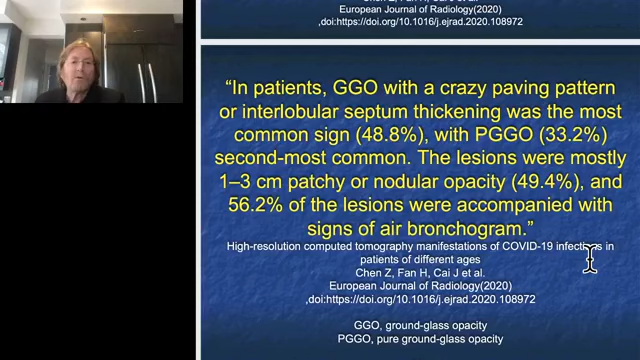 European Journal of Radiology(2020)
,doi:https://doi.org/10.1016/j.ejrad.2020.108972
“In patients, GGO with a crazy paving pattern
or interlobular septum thickening was the most
common sign (48.8%), with PGGO (33.2%)
second-most common. The lesions were mostly
1–3 cm patchy or nodular opacity (49.4%), and
56.2% of the lesions were accompanied with
signs of air bronchogram.”
High-resolution computed tomography manifestations of COVID-19 infections in
patients of different ages
Chen Z, Fan H, Cai J et al.
European Journal of Radiology(2020)
,doi:https://doi.org/10.1016/j.ejrad.2020.108972
GGO, ground-glass opacity
PGGO, pure ground-glass opacity